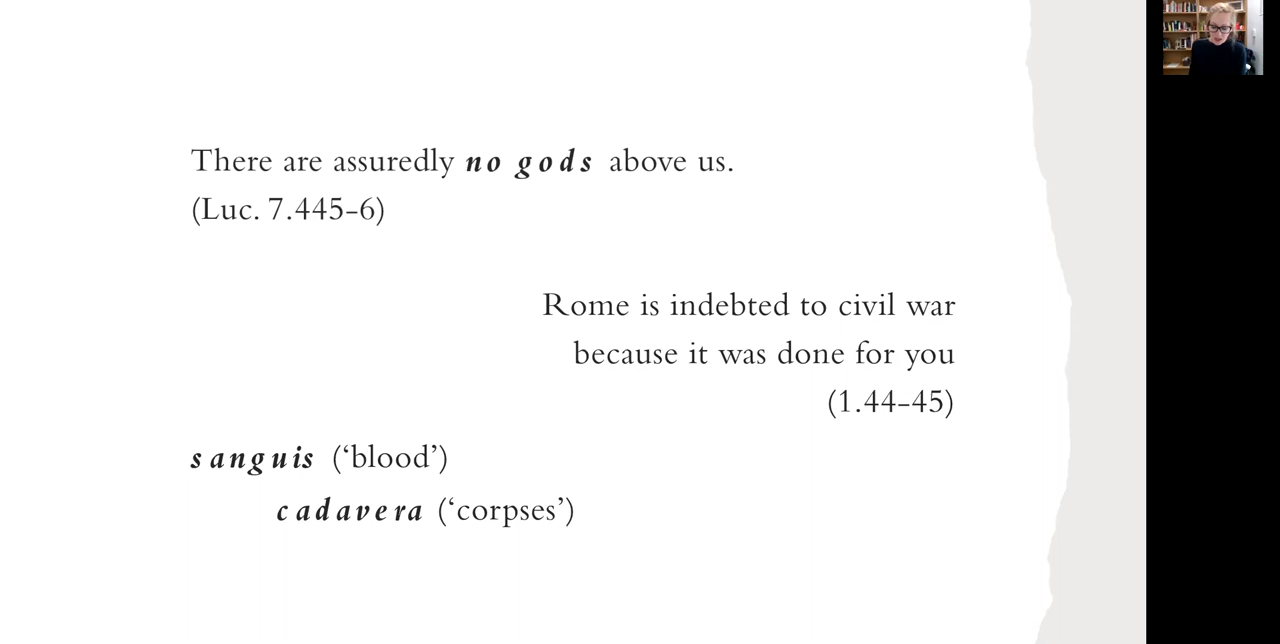 There are assuredly no gods above us.
(Luc. 7.445-6)
Rome is indebted to civil war
because it was done for you
(1.44-45)
sanguis (‘blood’)
cadavera (‘corpses’)